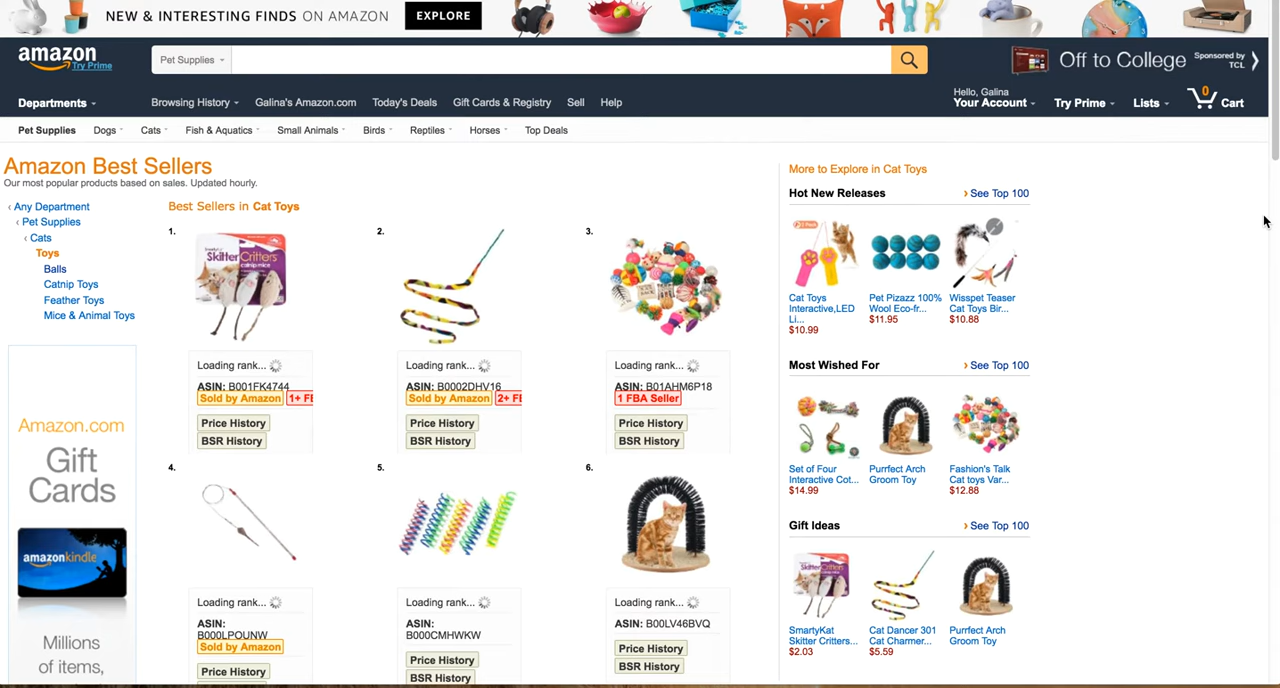 NEW & INTERESTING FINDS ON AMAZON
EXPLORE
amazon
Try Prime
Pet Supplies
Off to College
Sponsored by
TCL
Departments
Browsing History
Galina's Amazon.com
Today's Deals
Gift Cards & Registry
Sell
Help
Hello, Galina
Your Account
Try Prime
Lists
0
Cart
Pet Supplies
Dogs
Cats
Fish & Aquatics
Small Animals
Birds
Reptiles
Horses
Top Deals
Amazon Best Sellers
Our most popular products based on sales. Updated hourly.
‹ Any Department
‹ Pet Supplies
‹ Cats
Toys
Balls
Catnip Toys
Feather Toys
Mice & Animal Toys
Amazon.com
Gift
Cards
amazonkindle
Millions
of items,
Best Sellers in Cat Toys
1.
Skitter Critters
catnip mice
Loading rank...
ASIN: B001FK4744
Sold by Amazon
1+ FB
Price History
BSR History
2.
Loading rank...
ASIN: B0002DHV16
Sold by Amazon
2+ FB
Price History
BSR History
3.
Loading rank...
ASIN: B01AHM6P18
1 FBA Seller
Price History
BSR History
4.
Loading rank...
ASIN:
B000LPOUNW
Sold by Amazon
Price History
5.
Loading rank...
ASIN:
B000CMHWKW
Price History
BSR History
6.
Loading rank...
ASIN: B00LV46BVQ
Price History
BSR History
More to Explore in Cat Toys
Hot New Releases
› See Top 100
Cat Toys
Interactive,LED
Li...
$10.99
Pet Pizazz 100%
Wool Eco-fr...
$11.95
Wisspet Teaser
Cat Toys Bir...
$10.88
Most Wished For
› See Top 100
Set of Four
Interactive Cot...
$14.99
Purrfect Arch
Groom Toy
Fashion's Talk
Cat toys Var...
$12.88
Gift Ideas
› See Top 100
SmartyKat
Skitter Critters...
$2.03
Cat Dancer 301
Cat Charmer...
$5.59
Purrfect Arch
Groom Toy